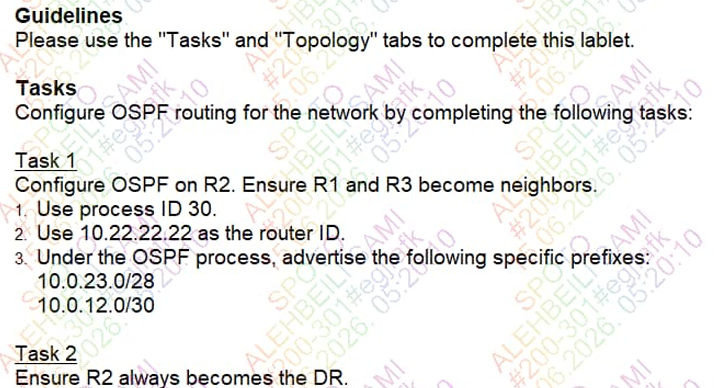 Guidelines
Please use the "Tasks" and "Topology" tabs to complete this lablet.
Tasks
Configure OSPF routing for the network by completing the following tasks:
Task 1
Configure OSPF on R2. Ensure R1 and R3 become neighbors.
1. Use process ID 30.
2. Use 10.22.22.22 as the router ID.
3. Under the OSPF process, advertise the following specific prefixes:
10.0.23.0/28
10.0.12.0/30
Task 2
Ensure R2 always becomes the DR.